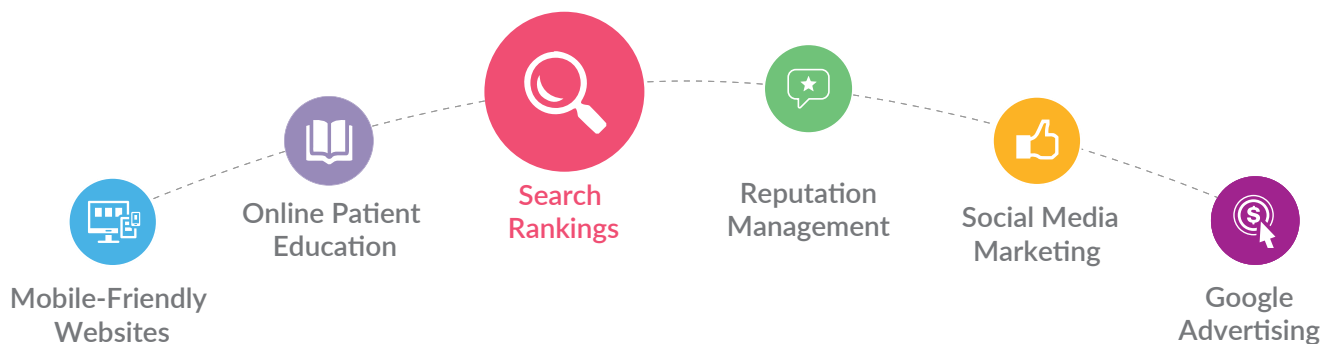 Mobile-Friendly
Websites
Online Patient
Education
Search
Rankings
Reputation
Management
Social Media
Marketing
$
Google
Advertising